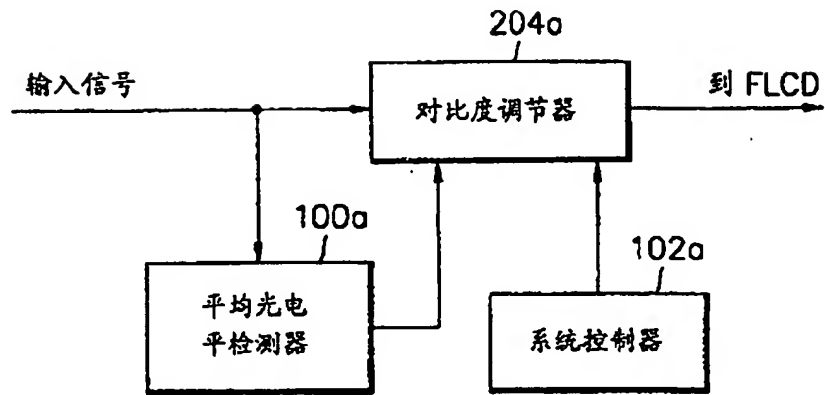 204a
输入信号
对比度调节器
到 FLCD
100a
102a
平均光电
平检测器
系统控制器